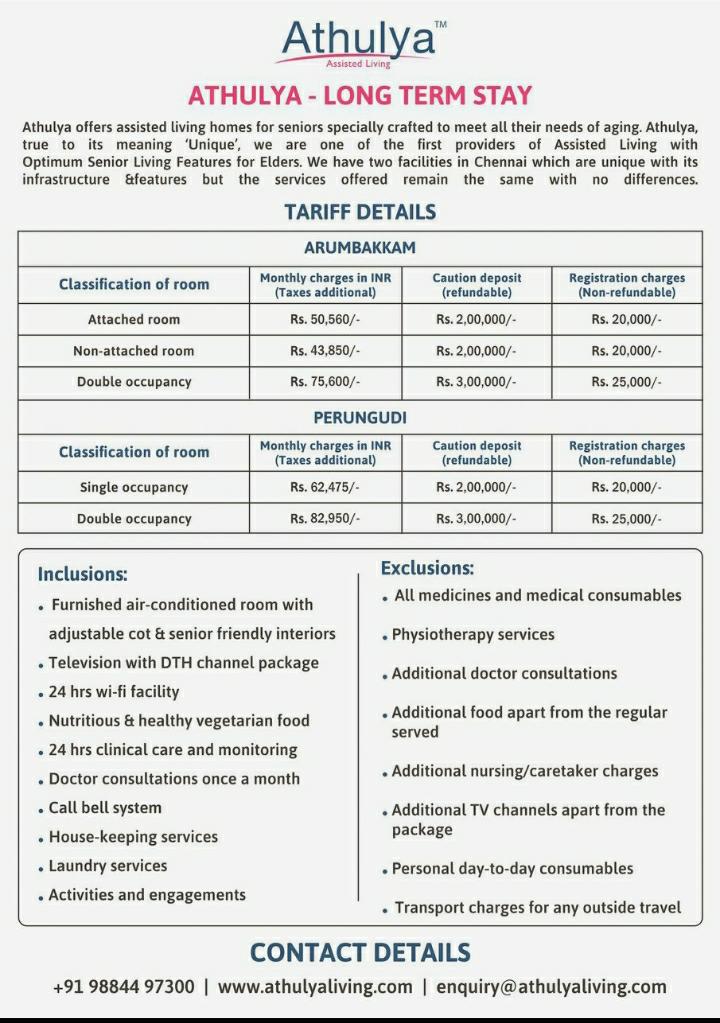 Athulya™
Assisted Living
ATHULYA - LONG TERM STAY
Athulya offers assisted living homes for seniors specially crafted to meet all their needs of aging. Athulya,
true to its meaning ‘Unique’, we are one of the first providers of Assisted Living with
Optimum Senior Living Features for Elders. We have two facilities in Chennai which are unique with its
infrastructure &features but the services offered remain the same with no differences.
TARIFF DETAILS
ARUMBAKKAM
Classification of room Monthly charges in INR (Taxes additional) Caution deposit (refundable) Registration charges (Non-refundable)
Attached room Rs. 50,560/- Rs. 2,00,000/- Rs. 20,000/-
Non-attached room Rs. 43,850/- Rs. 2,00,000/- Rs. 20,000/-
Double occupancy Rs. 75,600/- Rs. 3,00,000/- Rs. 25,000/-
PERUNGUDI
Classification of room Monthly charges in INR (Taxes additional) Caution deposit (refundable) Registration charges (Non-refundable)
Single occupancy Rs. 62,475/- Rs. 2,00,000/- Rs. 20,000/-
Double occupancy Rs. 82,950/- Rs. 3,00,000/- Rs. 25,000/-
Inclusions:
• Furnished air-conditioned room with
adjustable cot & senior friendly interiors
• Television with DTH channel package
• 24 hrs wi-fi facility
• Nutritious & healthy vegetarian food
• 24 hrs clinical care and monitoring
• Doctor consultations once a month
• Call bell system
• House-keeping services
• Laundry services
• Activities and engagements
Exclusions:
• All medicines and medical consumables
• Physiotherapy services
• Additional doctor consultations
• Additional food apart from the regular
served
• Additional nursing/caretaker charges
• Additional TV channels apart from the
package
• Personal day-to-day consumables
• Transport charges for any outside travel
CONTACT DETAILS
+91 98844 97300 | www.athulyaliving.com | enquiry@athulyaliving.com